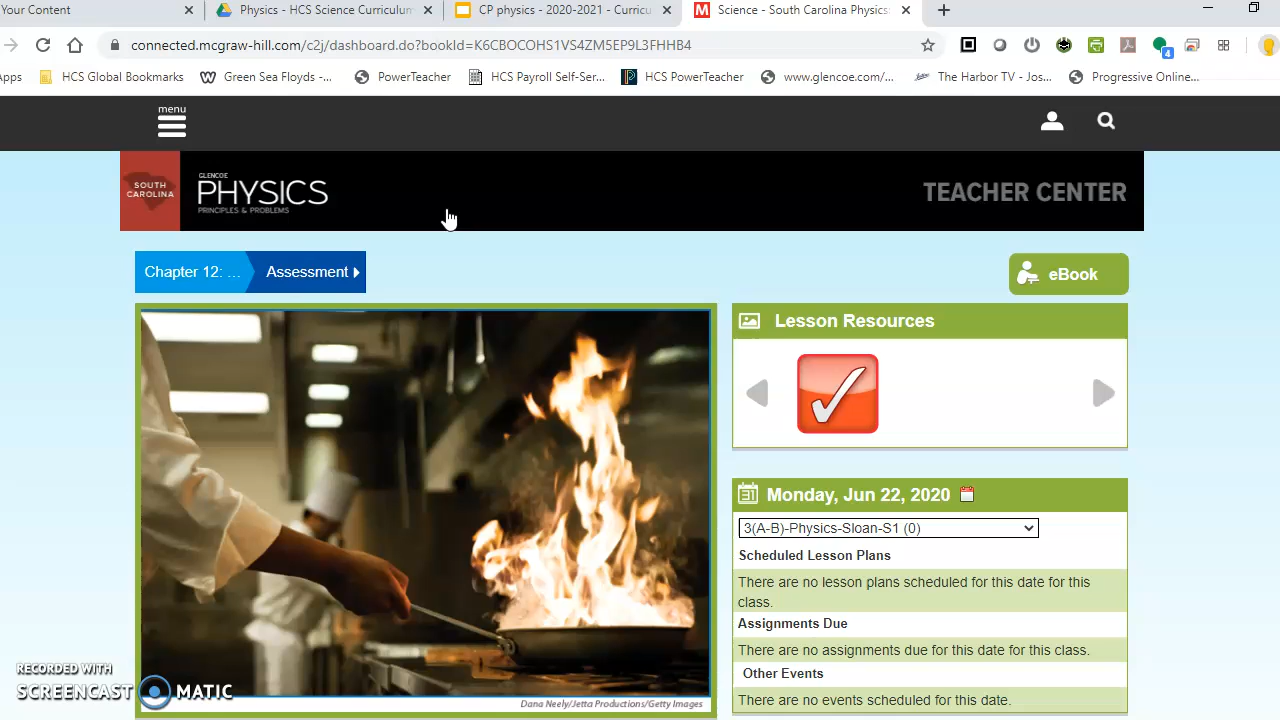 Your Content
Physics - HCS Science Curriculum
CP physics - 2020-2021 - Curricu
Science - South Carolina Physics
connected.mcgraw-hill.com/c2j/dashboard.do?bookId=K6OBOCOHS1VS4ZM5EP9L3FHHB4
4
Apps
HCS Global Bookmarks
Green Sea Floyds -...
PowerTeacher
HCS Payroll Self-Ser...
HCS PowerTeacher
www.glencoe.com/...
The Harbor TV - Jos...
Progressive Online...
menu
SOUTH
CAROLINA
GLENCOE
PHYSICS
PRINCIPLES & PROBLEMS
TEACHER CENTER
Chapter 12: ...
Assessment
eBook
Lesson Resources
31
Monday, Jun 22, 2020
3(A-B)-Physics-Sloan-S1 (0)
Scheduled Lesson Plans
There are no lesson plans scheduled for this date for this
class.
Assignments Due
There are no assignments due for this date for this class.
Other Events
There are no events scheduled for this date.
Dana Neely/Jetta Productions/Getty Images
RECORDED WITH
SCREENCAST MATIC